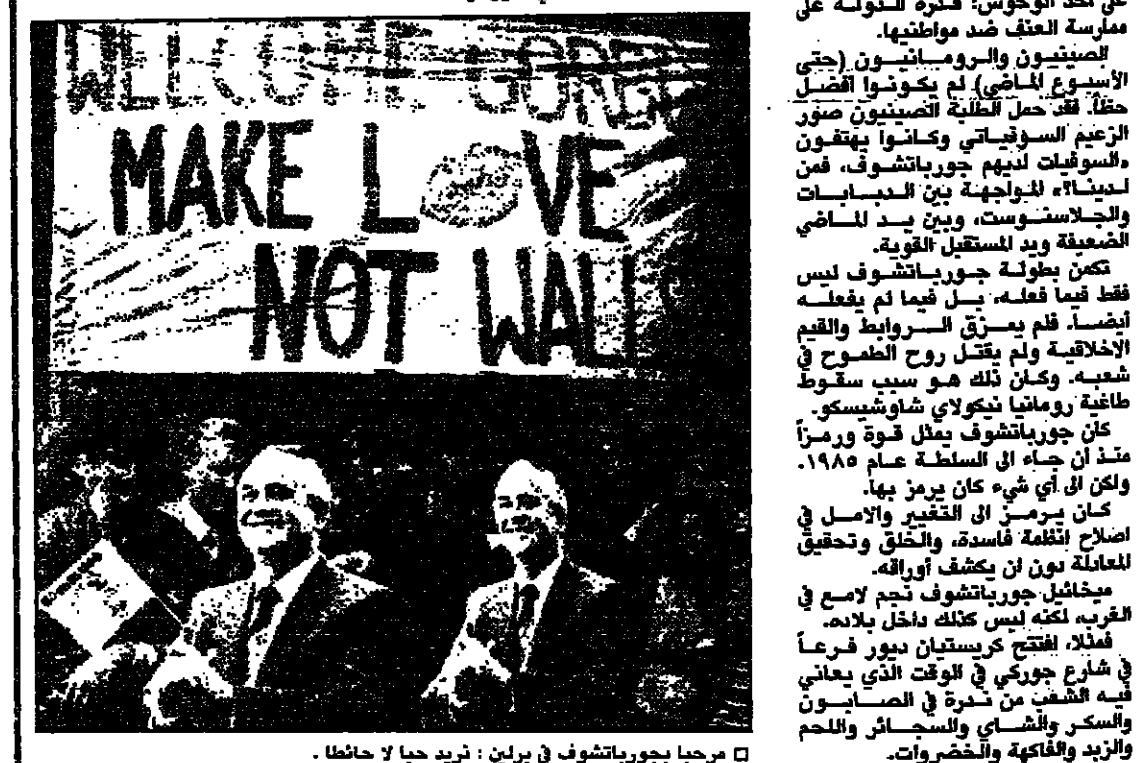 على أحد الوحوش: قدرة الدولة على
ممارسة العنف ضد مواطنيها.
الصينيون والرومانيون (حتى
الأسبوع الماضي) لم يكونوا أفضل
حظاً. فقد حمل الطلبة الصينيون صور
الزعيم السوفياتي وكانوا يهتفون
«السوفيات لديهم جورباتشوف، فمن
لدينا؟» المواجهة بين الدبابات
والجلاسنوست، وبين يد الماضي
الضعيفة ويد المستقبل القوية.
تكمن بطولة جورباتشوف ليس
فقط فيما فعله، بل فيما لم يفعله
أيضاً. فلم يمزق الروابط والقيم
الاخلاقية ولم يقتل روح الطموح في
شعبه. وكان ذلك هو سبب سقوط
طاغية رومانيا نيكولاي شاوشيسكو.
كان جورباتشوف يمثل قوة ورمزاً
منذ أن جاء الى السلطة عام ١٩٨٥.
ولكن الى أي شيء كان يرمز بها.
كان يرمز الى التغيير والامل في
اصلاح انظمة فاسدة، والخلق وتحقيق
المعادلة دون ان يكشف أوراقه.
ميخائيل جورباتشوف نجم لامع في
الغرب، لكنه ليس كذلك داخل بلاده.
فمثلا، افتتح كريستيان ديور فرعاً
في شارع جوركي في الوقت الذي يعاني
فيه الشعب من ندرة في الصابون
والسكر والشاي والسجائر واللحم
والزبد والفاكهة والخضروات.
WELCOME GORBY
MAKE LOVE
NOT WALL
□ مرحبا بجورباتشوف في برلين : نريد حبا لا حائطا .